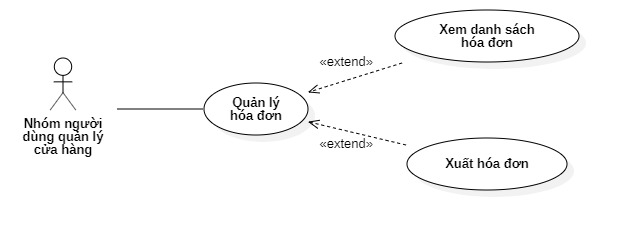 Xem danh sách
hóa đơn
«extend»
Quản lý
hóa đơn
Nhóm người
dùng quản lý
cửa hàng
«extend»
Xuất hóa đơn